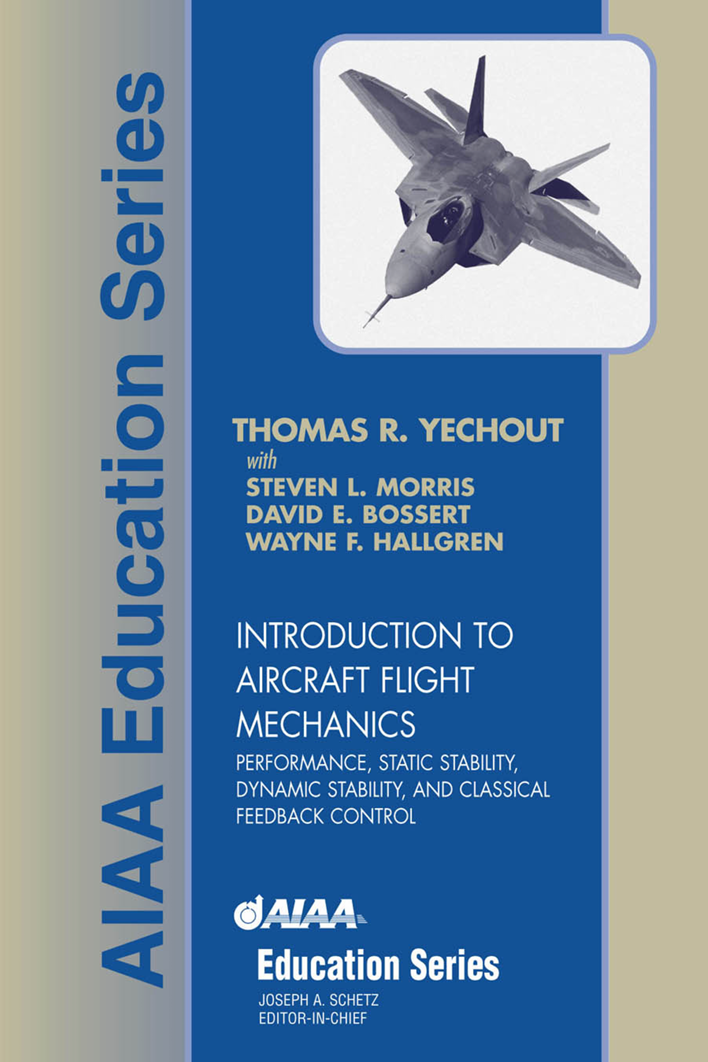 AIAA Education Series
THOMAS R. YECHOUT
with
STEVEN L. MORRIS
DAVID E. BOSSERT
WAYNE F. HALLGREN
INTRODUCTION TO
AIRCRAFT FLIGHT
MECHANICS
PERFORMANCE, STATIC STABILITY,
DYNAMIC STABILITY, AND CLASSICAL
FEEDBACK CONTROL
AIAA
Education Series
JOSEPH A. SCHETZ
EDITOR-IN-CHIEF